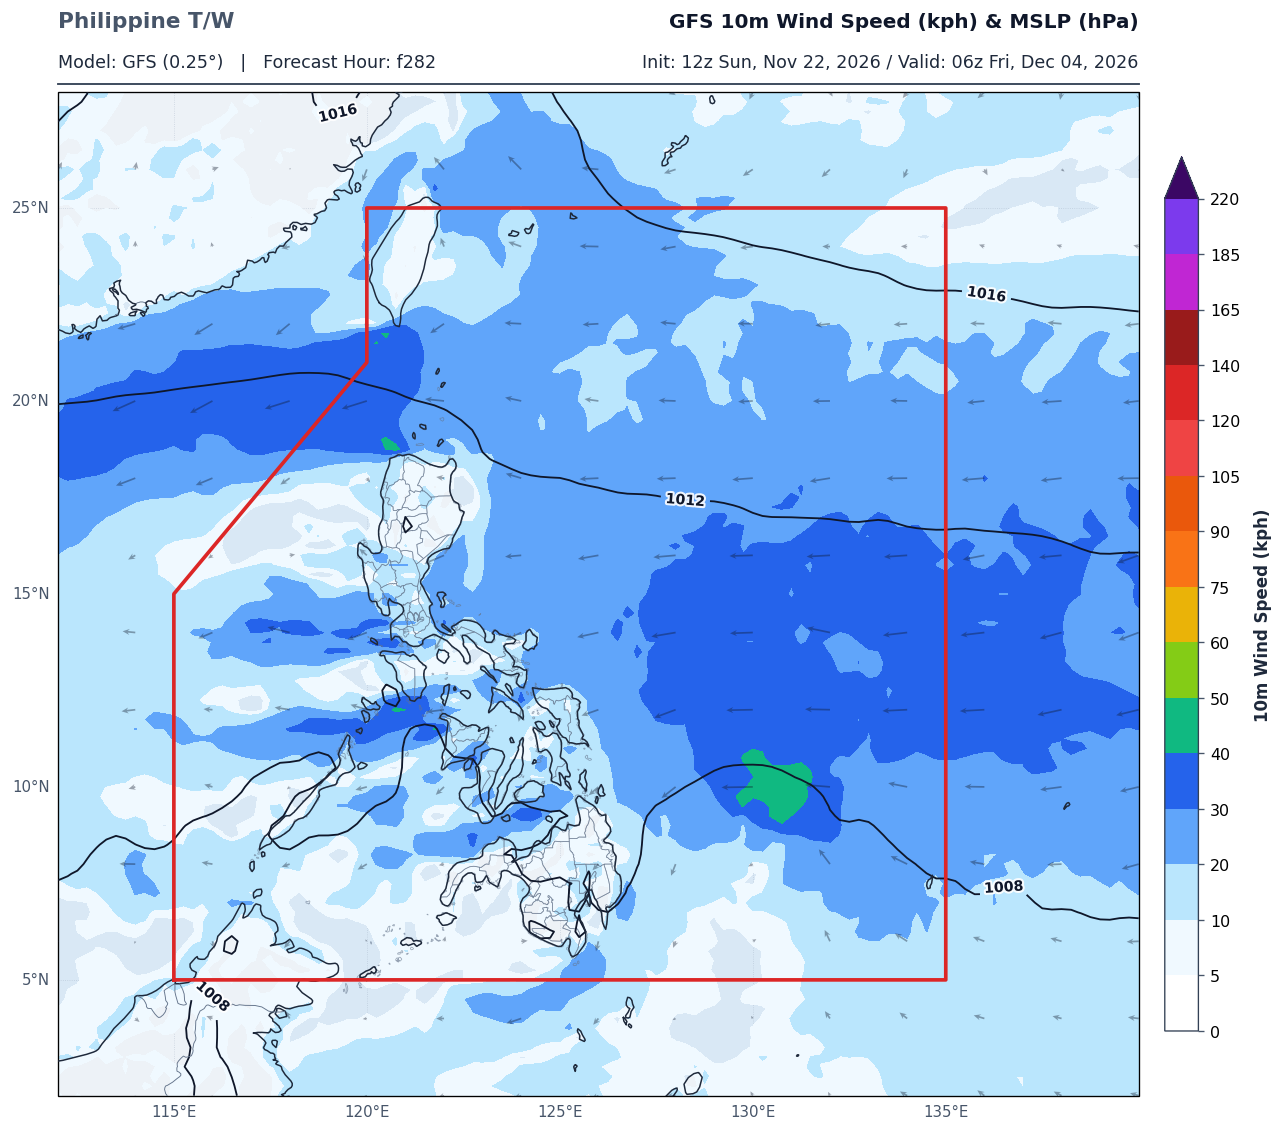 Philippine T/W
GFS 10m Wind Speed (kph) & MSLP (hPa)
Model: GFS (0.25°)   |   Forecast Hour: f282
Init: 12z Sun, Nov 22, 2026 / Valid: 06z Fri, Dec 04, 2026
1016
25°N
1016
20°N
1012
15°N
10°N
1008
5°N
1008
115°E
120°E
125°E
130°E
135°E
220
185
165
140
120
105
90
75
60
50
40
30
20
10
5
0
10m Wind Speed (kph)